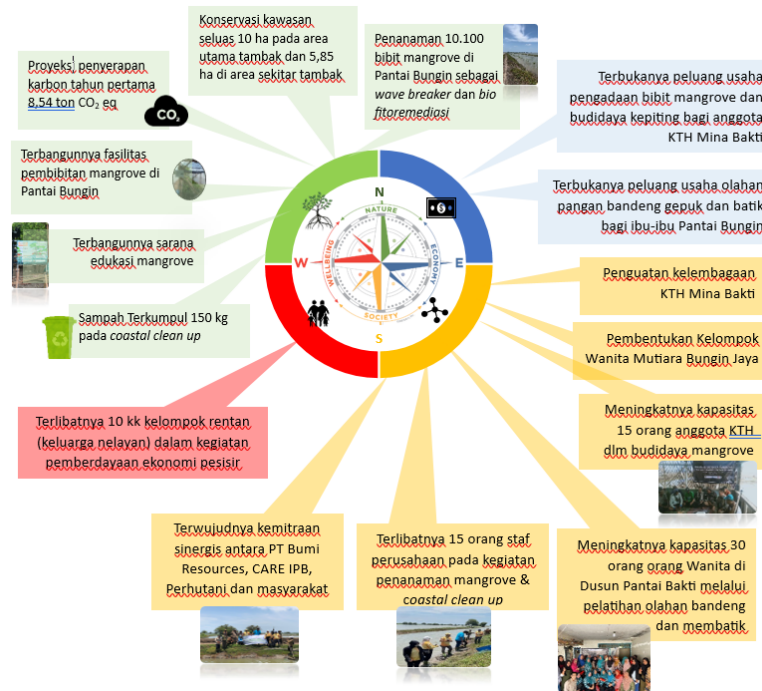 Konservasi kawasan
seluas 10 ha pada area
utama tambak dan 5,85
ha di area sekitar tambak
Penanaman 10.100
bibit mangrove di
Pantai Bungin sebagai
wave breaker dan bio
fitoremediasi
Proyeksi penyerapan
karbon tahun pertama
8,54 ton CO₂ eq
CO₂
Terbangunnya fasilitas
pembibitan mangrove di
Pantai Bungin
Terbangunnya sarana
edukasi mangrove
Sampah Terkumpul 150 kg
pada coastal clean up
Terbukanya peluang usaha
pengadaan bibit mangrove dan
budidaya kepiting bagi anggota
KTH Mina Bakti
Terbukanya peluang usaha olahan
pangan bandeng gepuk dan batik
bagi ibu-ibu Pantai Bungin
N
NATURE
W
WELLBEING
ECONOMY
E
SOCIETY
S
Penguatan kelembagaan
KTH Mina Bakti
Pembentukan Kelompok
Wanita Mutiara Bungin Jaya
Meningkatnya kapasitas
15 orang anggota KTH
dlm budidaya mangrove
Terlibatnya 10 kk kelompok rentan
(keluarga nelayan) dalam kegiatan
pemberdayaan ekonomi pesisir
Terwujudnya kemitraan
sinergis antara PT Bumi
Resources, CARE IPB,
Perhutani dan masyarakat
Terlibatnya 15 orang staf
perusahaan pada kegiatan
penanaman mangrove &
coastal clean up
Meningkatnya kapasitas 30
orang orang Wanita di
Dusun Pantai Bakti melalui
pelatihan olahan bandeng
dan membatik